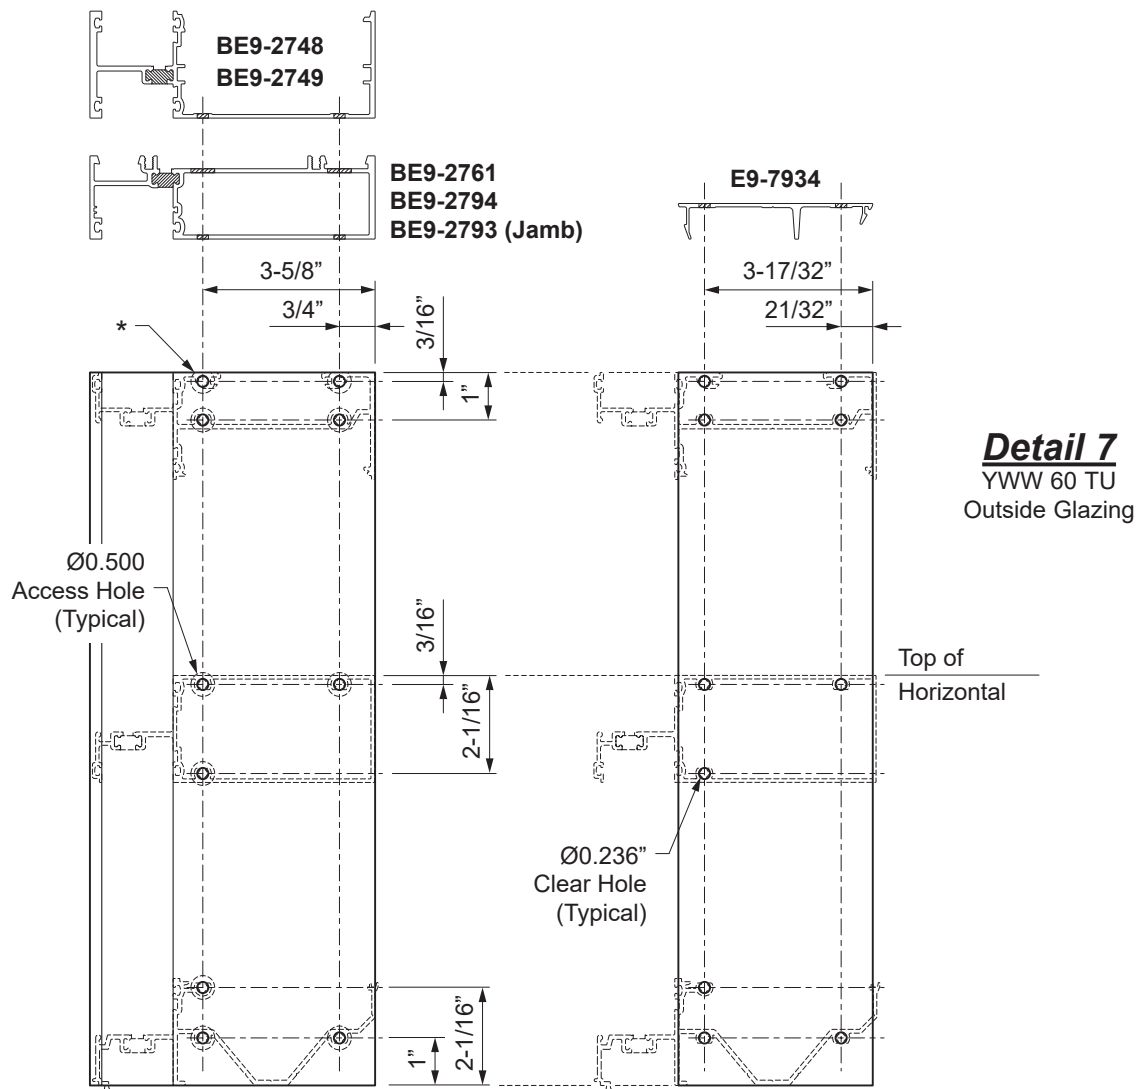 BE9-2748
BE9-2749
BE9-2761
BE9-2794
BE9-2793 (Jamb)
E9-7934
3-5/8”
3/4”
3/16”
1”
3-17/32”
21/32”
*
Detail 7
YWW 60 TU
Outside Glazing
Ø0.500
Access Hole
(Typical)
3/16”
2-1/16”
Top of
Horizontal
Ø0.236”
Clear Hole
(Typical)
2-1/16”
1”